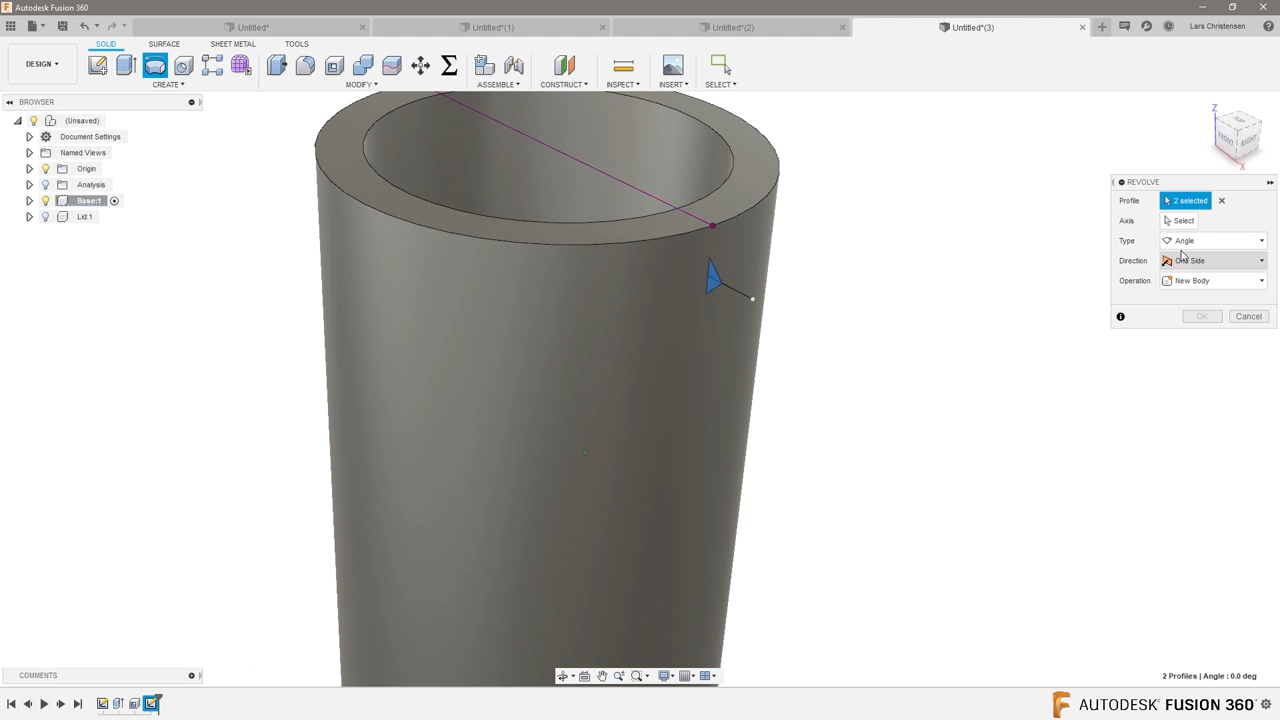 Autodesk Fusion 360
Untitled* Untitled*(1) Untitled*(2) Untitled*(3) Lars Christensen
SOLID SURFACE SHEET METAL TOOLS
DESIGN
CREATE MODIFY ASSEMBLE CONSTRUCT INSPECT INSERT SELECT
BROWSER
(Unsaved)
Document Settings
Named Views
Origin
Analysis
Base:1
Lid:1
Z
TOP
FRONT RIGHT
X
REVOLVE
Profile 2 selected
Axis Select
Type Angle
Direction One Side
Operation New Body
OK Cancel
COMMENTS
2 Profiles | Angle : 0.0 deg
AUTODESK FUSION 360